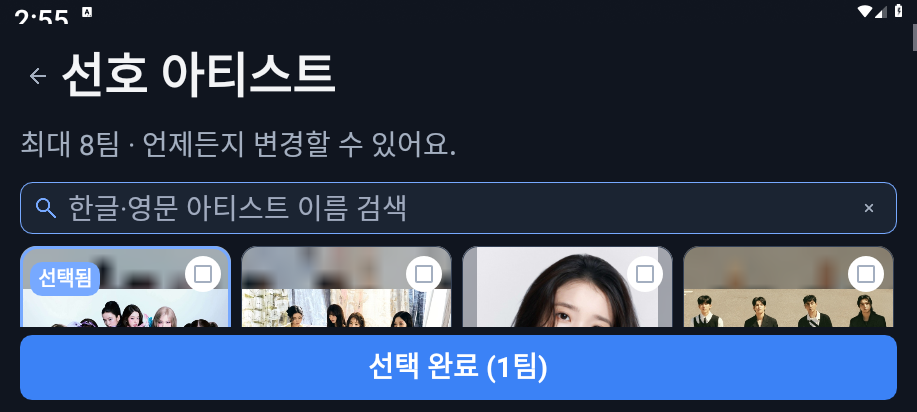 2:55
선호 아티스트
최대 8팀 · 언제든지 변경할 수 있어요.
한글·영문 아티스트 이름 검색
선택됨
선택 완료 (1팀)